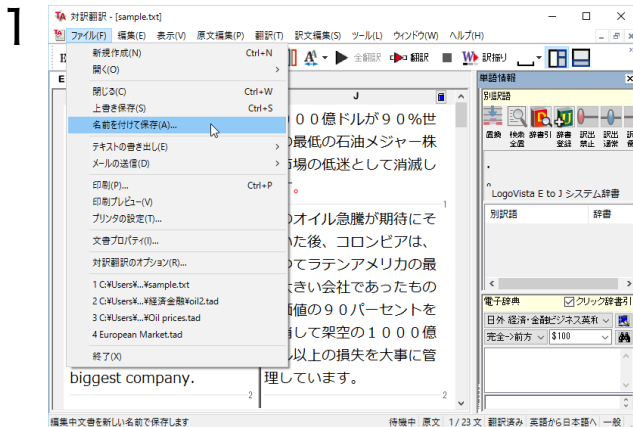 1
対訳翻訳 - [sample.txt]
ファイル(F) 編集(E) 表示(V) 原文編集(P) 翻訳(T) 訳文編集(S) ツール(L) ウインドウ(W) ヘルプ(H)
新規作成(N) Ctrl+N
開く(O)
閉じる(C) Ctrl+W
上書き保存(S) Ctrl+S
名前を付けて保存(A)...
テキストの書き出し(E)
メールの送信(D)
印刷(P)... Ctrl+P
印刷プレビュー(V)
プリンタの設定(T)...
文書プロパティ(I)...
対訳翻訳のオプション(R)...
1 C:¥Users¥...¥sample.txt
2 C:¥Users¥...¥経済金融¥oil2.tad
3 C:¥Users¥...¥Oil prices.tad
4 European Market.tad
終了(X)
全翻訳 翻訳 訳振り
E
J
００億ドルが９０％世
の最低の石油メジャー株
市場の低迷として消滅し
1
オイル急騰が期待にそ
いた後、コロンビアは、
てラテンアメリカの最
大きい会社であったもの
価値の９０パーセントを
して架空の１０００億
以上の損失を大事に管
理しています。
biggest company.
2
2
単語情報
別訳語
置換 検索 辞書引 辞書 訳出 訳出
全置 登録 禁止 通常
LogoVista E to J システム辞書
別訳語 辞書
電子辞典 クリック辞書引
日外 経済・金融ビジネス英和
完全->前方 $100
編集中文書を新しい名前で保存します
待機中 原文 1 / 23 文 翻訳済み 英語から日本語へ 一般